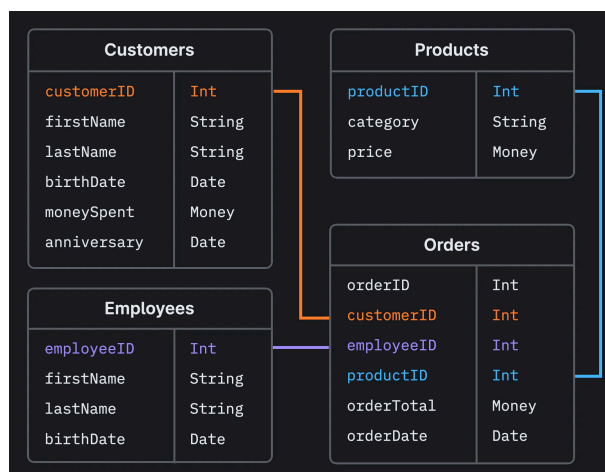 Customers
customerID Int
firstName String
lastName String
birthDate Date
moneySpent Money
anniversary Date
Products
productID Int
category String
price Money
Employees
employeeID Int
firstName String
lastName String
birthDate Date
Orders
orderID Int
customerID Int
employeeID Int
productID Int
orderTotal Money
orderDate Date